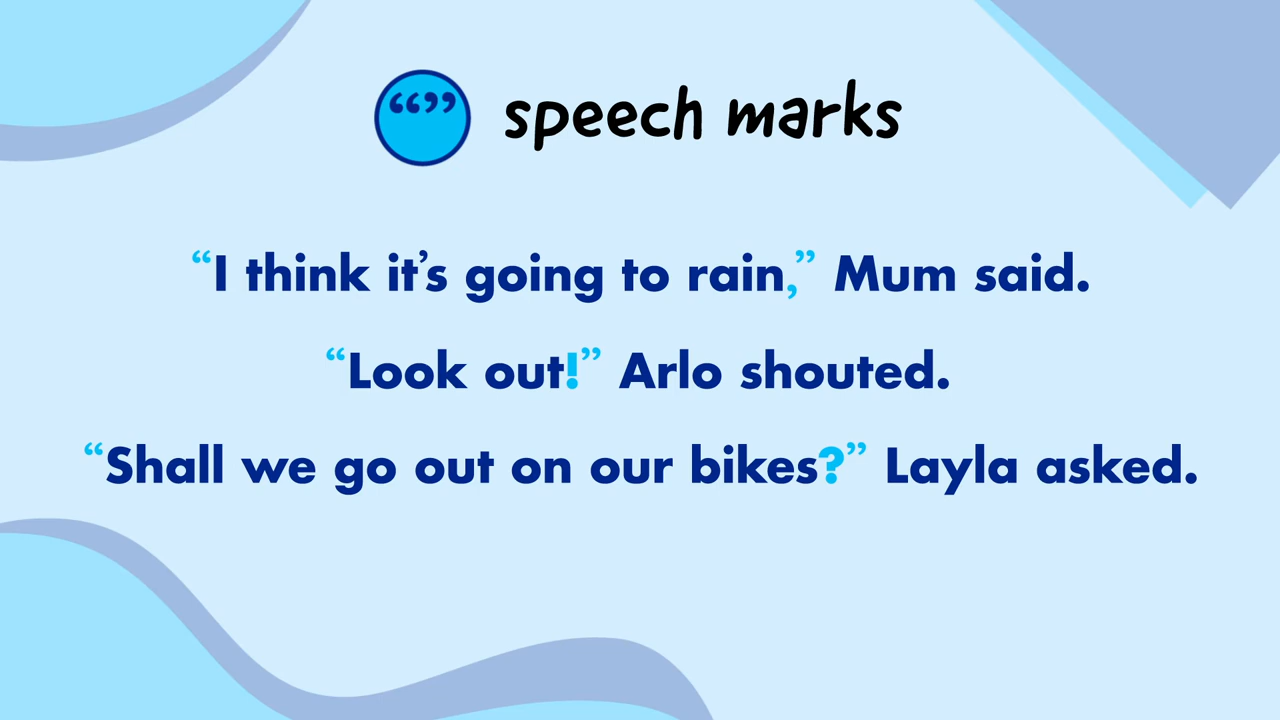 “” speech marks
“I think it’s going to rain,” Mum said.
“Look out!” Arlo shouted.
“Shall we go out on our bikes?” Layla asked.